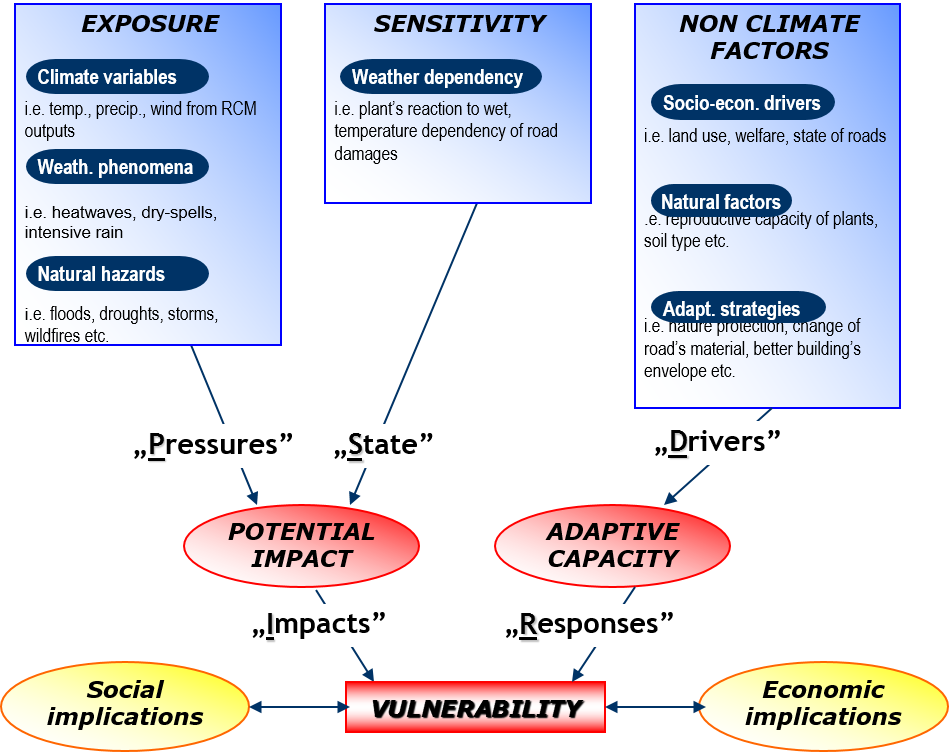 EXPOSURE
Climate variables
i.e. temp., precip., wind from RCM
outputs
Weath. phenomena
i.e. heatwaves, dry-spells,
intensive rain
Natural hazards
i.e. floods, droughts, storms,
wildfires etc.
SENSITIVITY
Weather dependency
i.e. plant’s reaction to wet,
temperature dependency of road
damages
NON CLIMATE
FACTORS
Socio-econ. drivers
i.e. land use, welfare, state of roads
Natural factors
.e. reproductive capacity of plants,
soil type etc.
Adapt. strategies
i.e. nature protection, change of
road’s material, better building’s
envelope etc.
„Pressures”
„State”
„Drivers”
POTENTIAL
IMPACT
ADAPTIVE
CAPACITY
„Impacts”
„Responses”
Social
implications
VULNERABILITY
Economic
implications